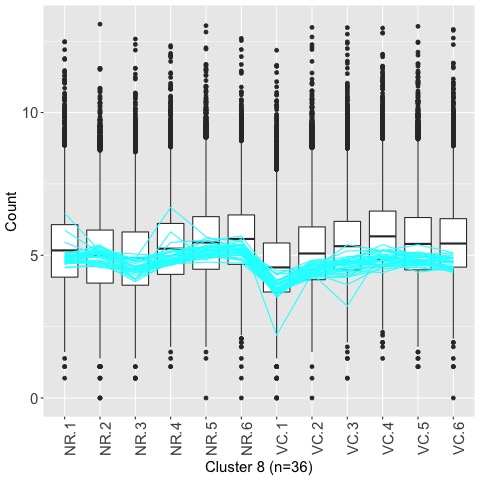 10
5
0
Count
NR.1
NR.2
NR.3
NR.4
NR.5
NR.6
VC.1
VC.2
VC.3
VC.4
VC.5
VC.6
Cluster 8 (n=36)